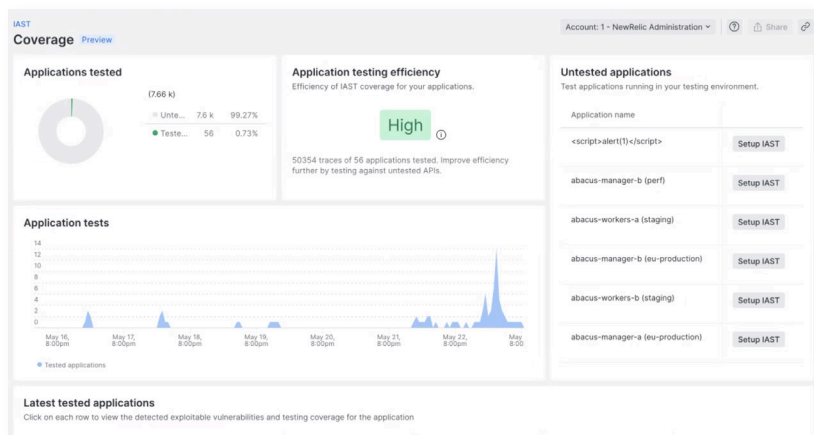 IAST
Coverage Preview
Account: 1 - NewRelic Administration
Share
Applications tested
(7.66 k)
Unte... 7.6 k 99.27%
Teste... 56 0.73%
Application testing efficiency
Efficiency of IAST coverage for your applications.
High
50354 traces of 56 applications tested. Improve efficiency
further by testing against untested APIs.
Untested applications
Test applications running in your testing environment.
Application name
<script>alert(1)</script> Setup IAST
abacus-manager-b (perf) Setup IAST
abacus-workers-a (staging) Setup IAST
abacus-manager-b (eu-production) Setup IAST
abacus-workers-b (staging) Setup IAST
abacus-manager-a (eu-production) Setup IAST
Application tests
14
12
10
8
6
4
2
0
May 16, May 17, May 18, May 19, May 20, May 21, May 22, May
8:00pm 8:00pm 8:00pm 8:00pm 8:00pm 8:00pm 8:00pm 8:00
Tested applications
Latest tested applications
Click on each row to view the detected exploitable vulnerabilities and testing coverage for the application